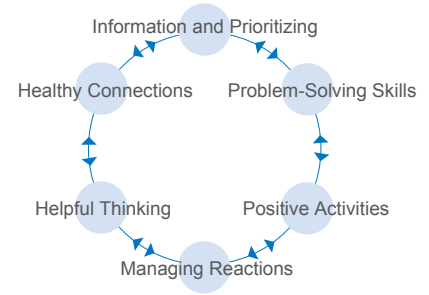 Information and Prioritizing
Healthy Connections
Problem-Solving Skills
Helpful Thinking
Positive Activities
Managing Reactions